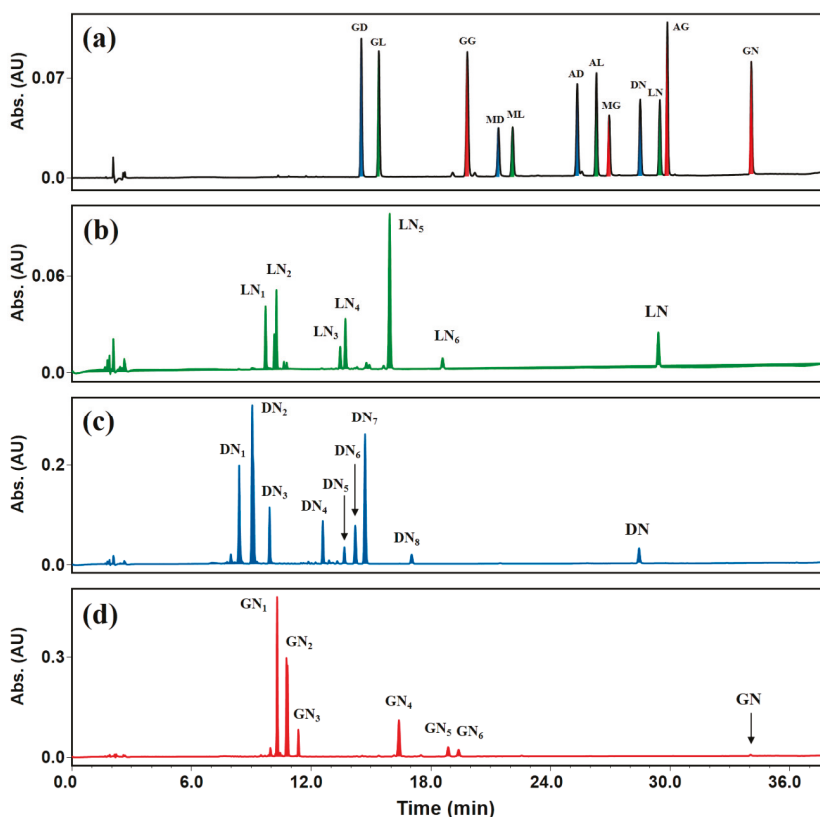 (a)
GD
GL
GG
MD
ML
AD
AL
MG
DN
LN
AG
GN
Abs. (AU)
0.07
0.0
(b)
LN1
LN2
LN3
LN4
LN5
LN6
LN
Abs. (AU)
0.06
0.0
(c)
DN1
DN2
DN3
DN4
DN5
DN6
DN7
DN8
DN
Abs. (AU)
0.2
0.0
(d)
GN1
GN2
GN3
GN4
GN5
GN6
GN
Abs. (AU)
0.3
0.0
0.0 6.0 12.0 18.0 24.0 30.0 36.0
Time (min)